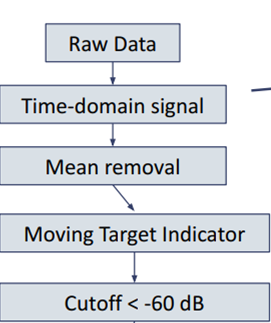 Raw Data
Time-domain signal
Mean removal
Moving Target Indicator
Cutoff < -60 dB